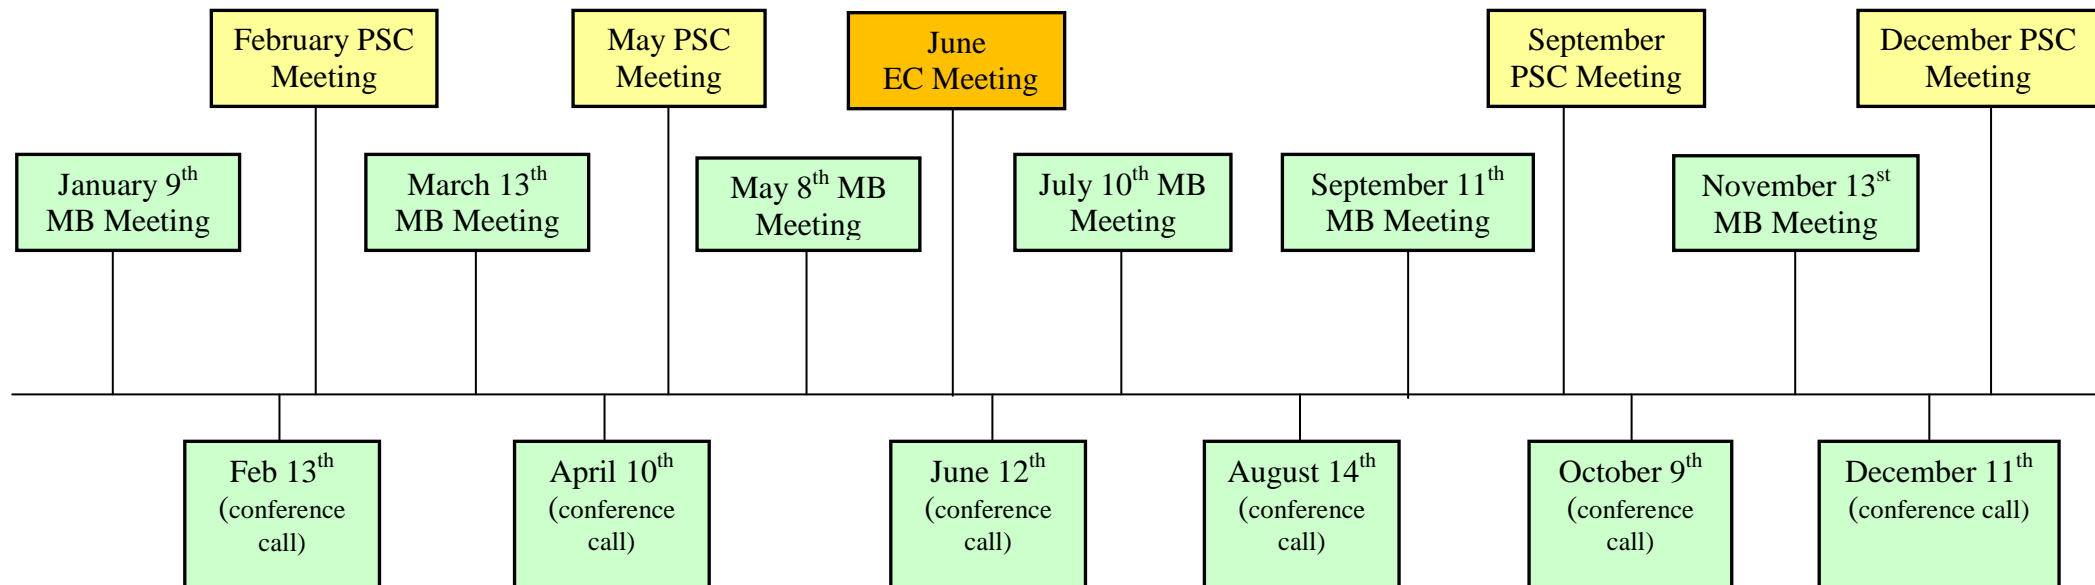 February PSC
Meeting
May PSC
Meeting
June
EC Meeting
September
PSC Meeting
December PSC
Meeting
January 9th
MB Meeting
March 13th
MB Meeting
May 8th MB
Meeting
July 10th MB
Meeting
September 11th
MB Meeting
November 13st
MB Meeting
Feb 13th
(conference
call)
April 10th
(conference
call)
June 12th
(conference
call)
August 14th
(conference
call)
October 9th
(conference
call)
December 11th
(conference call)